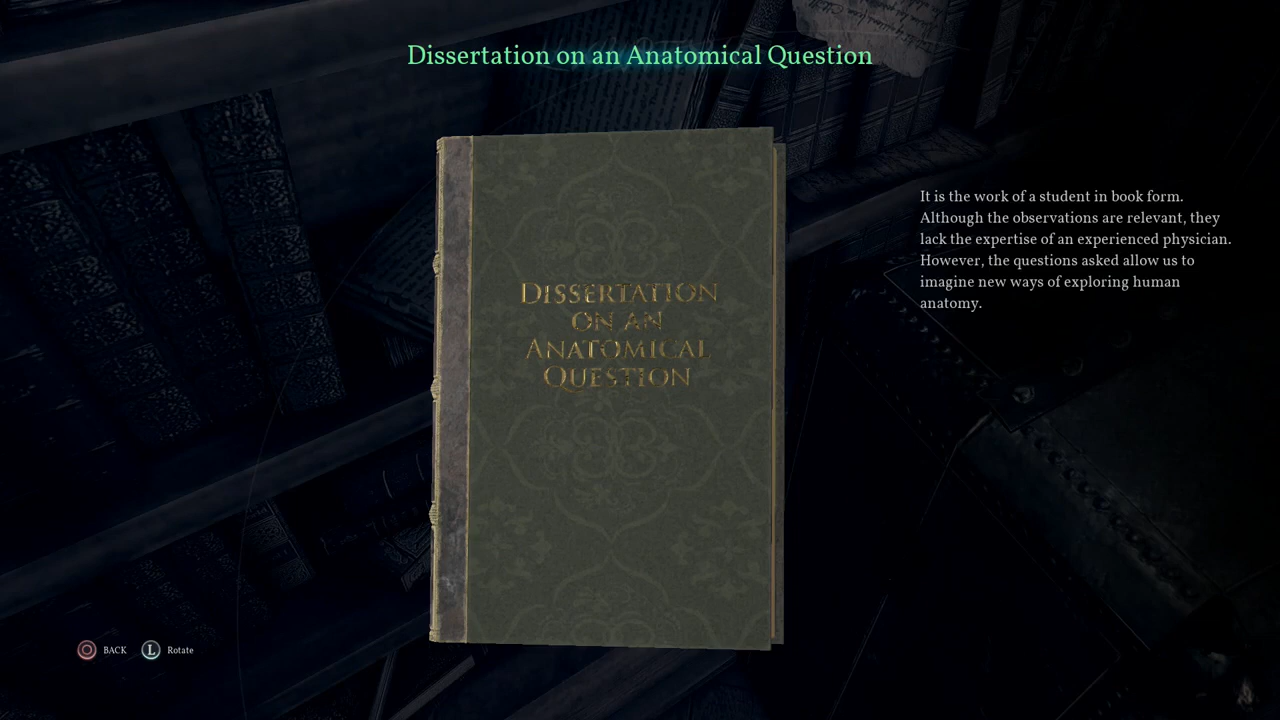 Dissertation on an Anatomical Question
DISSERTATION
ON AN
ANATOMICAL
QUESTION
It is the work of a student in book form.
Although the observations are relevant, they
lack the expertise of an experienced physician.
However, the questions asked allow us to
imagine new ways of exploring human
anatomy.
BACK
L
Rotate